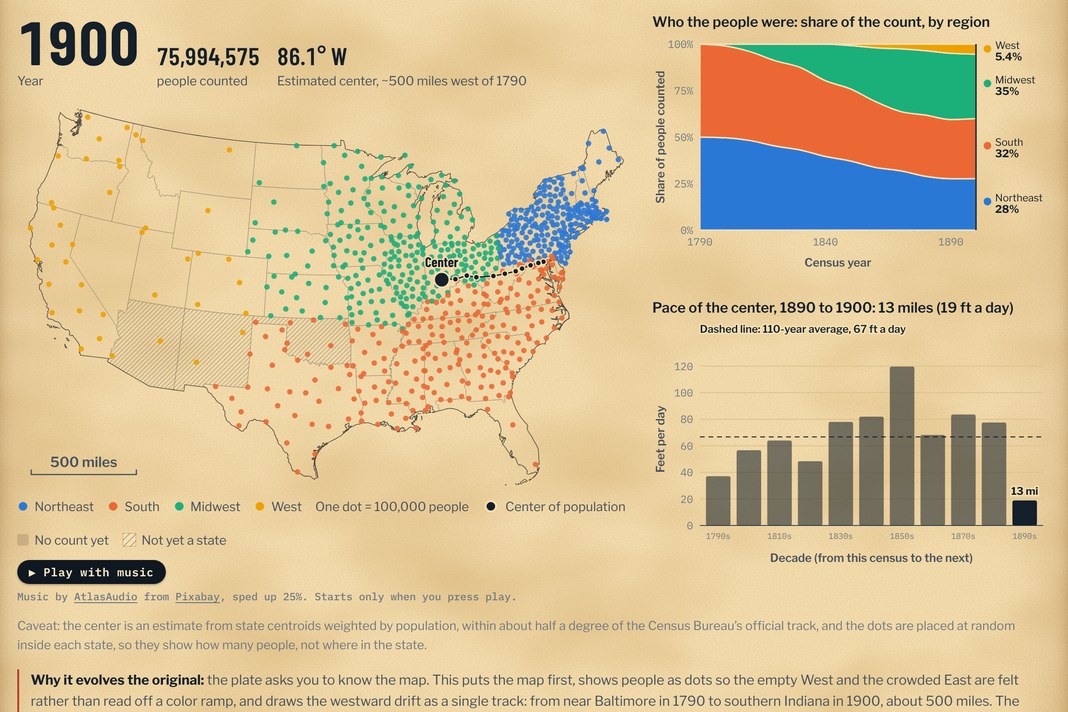 1900
Year
75,994,575
people counted
86.1° W
Estimated center, ~500 miles west of 1790
Center
500 miles
Northeast
South
Midwest
West
One dot = 100,000 people
Center of population
No count yet
Not yet a state
▶ Play with music
Music by AtlasAudio from Pixabay, sped up 25%. Starts only when you press play.
Who the people were: share of the count, by region
Share of people counted
100%
75%
50%
25%
0%
1790
1840
1890
Census year
West
5.4%
Midwest
35%
South
32%
Northeast
28%
Pace of the center, 1890 to 1900: 13 miles (19 ft a day)
Dashed line: 110-year average, 67 ft a day
Feet per day
120
100
80
60
40
20
0
13 mi
1790s
1810s
1830s
1850s
1870s
1890s
Decade (from this census to the next)
Caveat: the center is an estimate from state centroids weighted by population, within about half a degree of the Census Bureau's official track, and the dots are placed at random
inside each state, so they show how many people, not where in the state.
Why it evolves the original: the plate asks you to know the map. This puts the map first, shows people as dots so the empty West and the crowded East are felt
rather than read off a color ramp, and draws the westward drift as a single track: from near Baltimore in 1790 to southern Indiana in 1900, about 500 miles. The